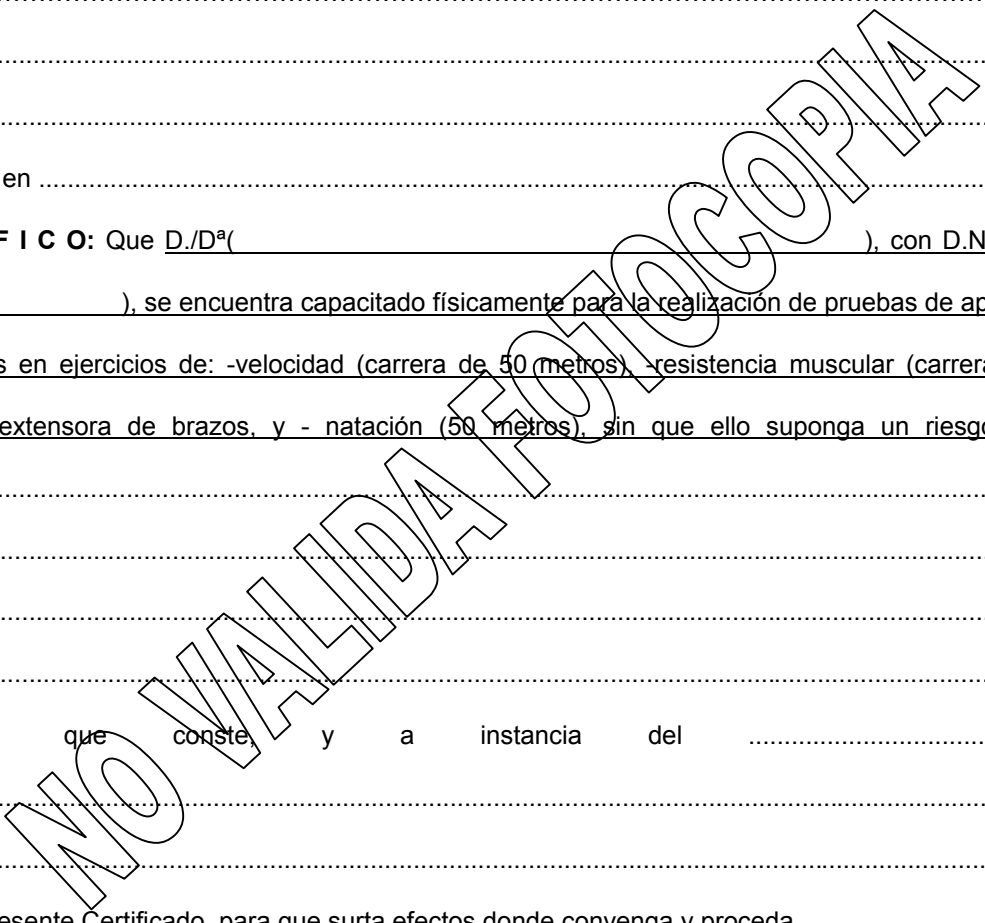 en ........................................................................................................
F I C O: Que D./Dª( ), con D.N
), se encuentra capacitado físicamente para la realización de pruebas de ap
s en ejercicios de: -velocidad (carrera de 50 metros), -resistencia muscular (carrera
extensora de brazos, y - natación (50 metros), sin que ello suponga un riesgo
que conste, y a instancia del ................................
esente Certificado, para que surta efectos donde convenga y proceda
NO VALIDA FOTOCOPIA